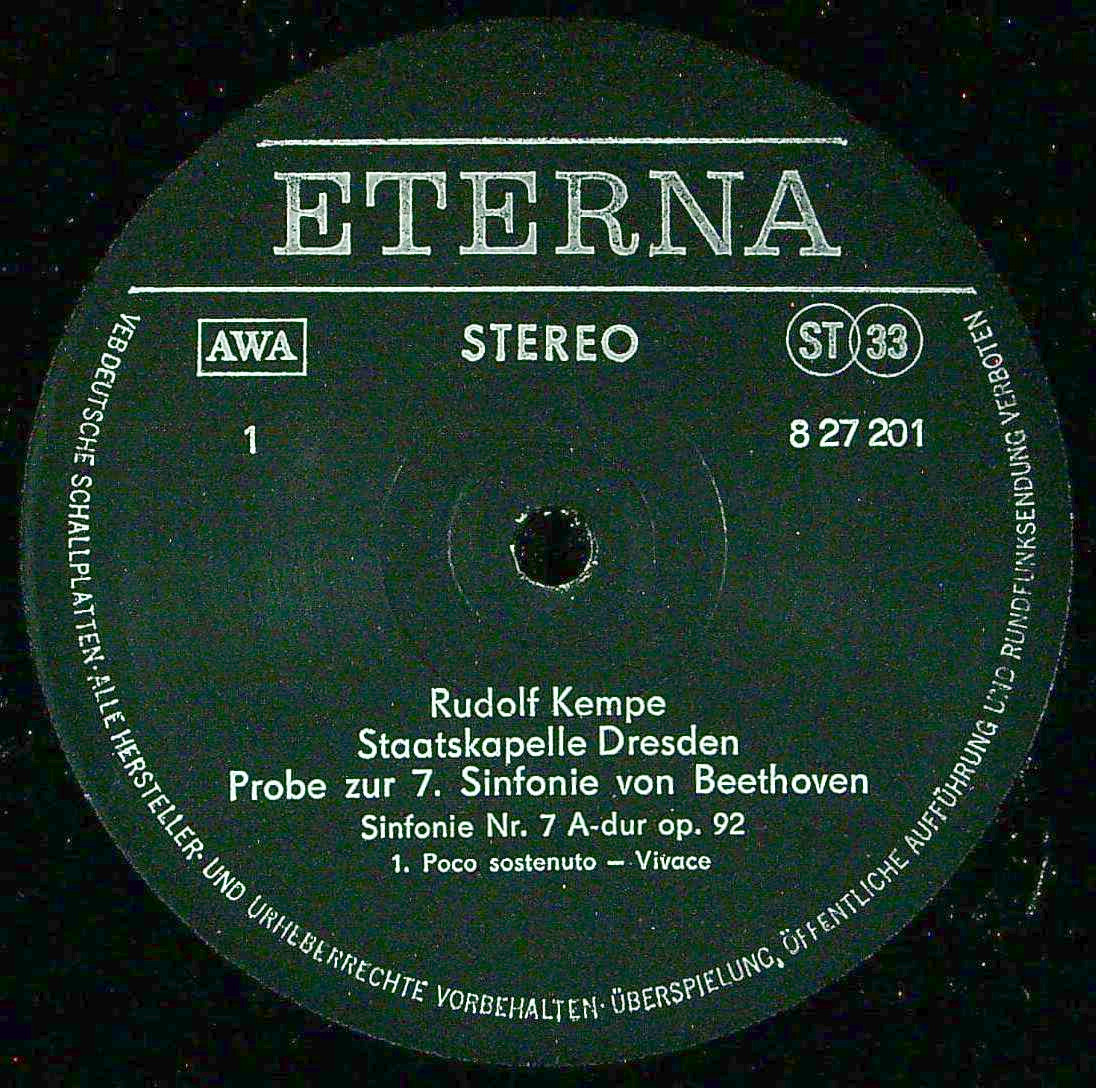 ETERNA
AWA
STEREO
ST 33
1
8 27 201
Rudolf Kempe
Staatskapelle Dresden
Probe zur 7. Sinfonie von Beethoven
Sinfonie Nr. 7 A-dur op. 92
1. Poco sostenuto – Vivace
VEB DEUTSCHE SCHALLPLATTEN · ALLE HERSTELLER- UND URHEBERRECHTE VORBEHALTEN · ÜBERSPIELUNG, ÖFFENTLICHE AUFFÜHRUNG UND RUNDFUNKSENDUNG VERBOTEN